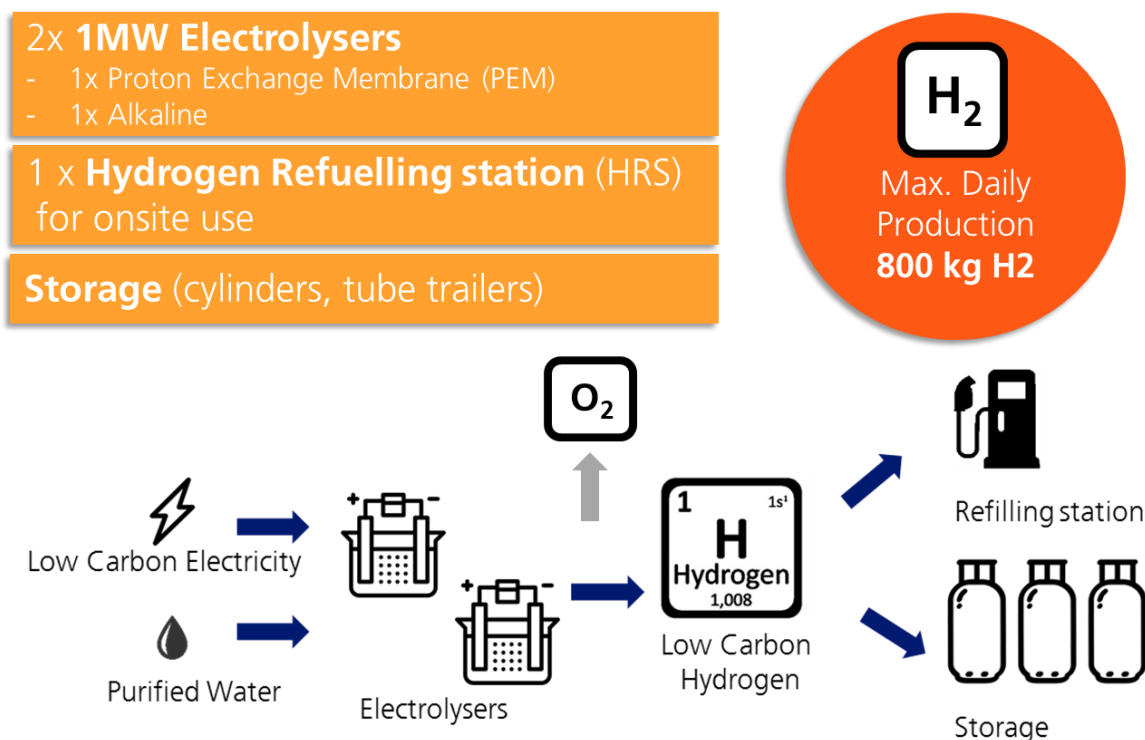 2x 1MW Electrolysers
- 1x Proton Exchange Membrane (PEM)
- 1x Alkaline
1 x Hydrogen Refuelling station (HRS)
for onsite use
Storage (cylinders, tube trailers)
H₂
Max. Daily
Production
800 kg H2
O₂
Low Carbon Electricity
Purified Water
+ −
+ −
Electrolysers
1 1s¹
H
Hydrogen
1,008
Low Carbon
Hydrogen
Refilling station
Storage